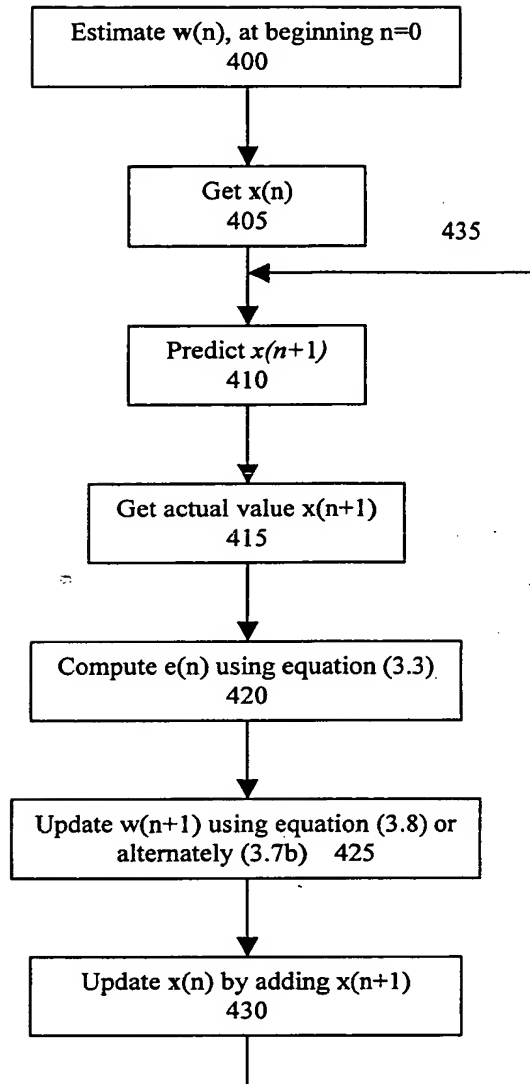 Estimate w(n), at beginning n=0
400
Get x(n)
405
435
Predict x(n+1)
410
Get actual value x(n+1)
415
Compute e(n) using equation (3.3)
420
Update w(n+1) using equation (3.8) or
alternately (3.7b) 425
Update x(n) by adding x(n+1)
430